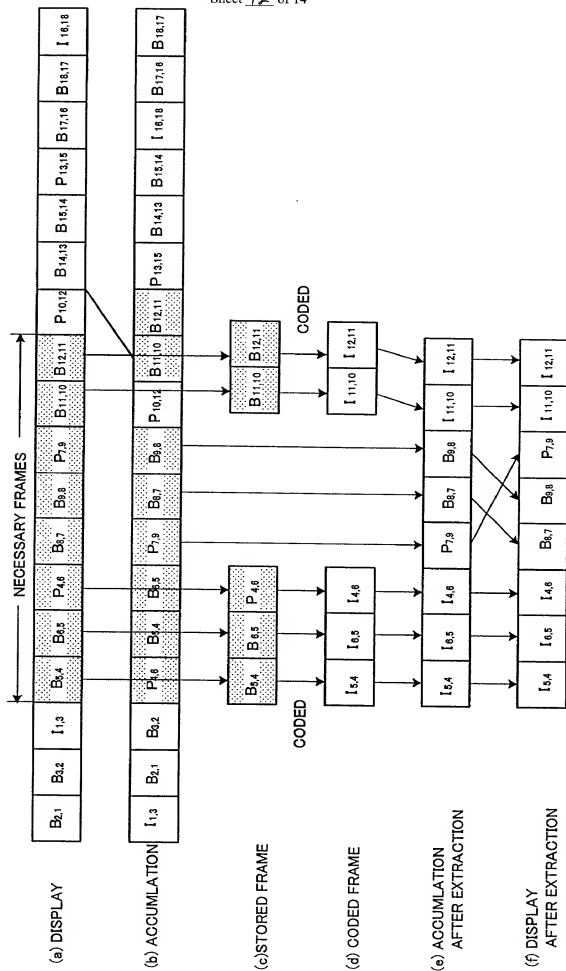 Sheet 12 of 14
NECESSARY FRAMES
(a) DISPLAY
B2,1 B3,2 I1,3 B5,4 B6,5 P4,6 B8,7 B9,8 P7,9 B11,10 B12,11 P10,12 B14,13 B15,14 P13,15 B17,16 B18,17 I16,18
(b) ACCUMLATION
I1,3 B2,1 B3,2 P4,6 B5,4 B6,5 P7,9 B8,7 B9,8 P10,12 B11,10 B12,11 P13,15 B14,13 B15,14 I16,18 B17,16 B18,17
(c)STORED FRAME
B5,4 B6,5 P4,6 B11,10 B12,11
CODED
CODED
(d) CODED FRAME
I5,4 I6,5 I4,6 I11,10 I12,11
(e) ACCUMLATION
AFTER EXTRACTION
I5,4 I6,5 I4,6 P7,9 B8,7 B9,8 I11,10 I12,11
(f) DISPLAY
AFTER EXTRACTION
I5,4 I6,5 I4,6 B8,7 B9,8 P7,9 I11,10 I12,11